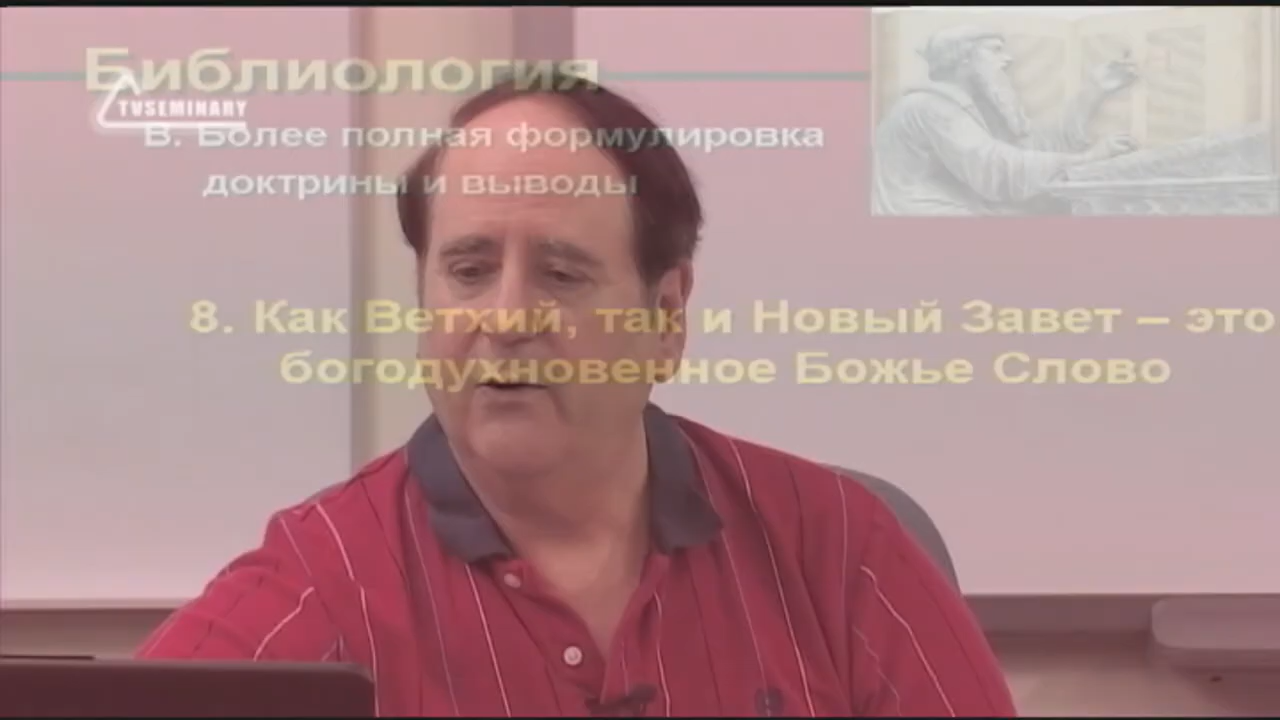 Библиология
TVSEMINARY
В. Более полная формулировка
доктрины и выводы
8. Как Ветхий, так и Новый Завет – это
богодухновенное Божье Слово